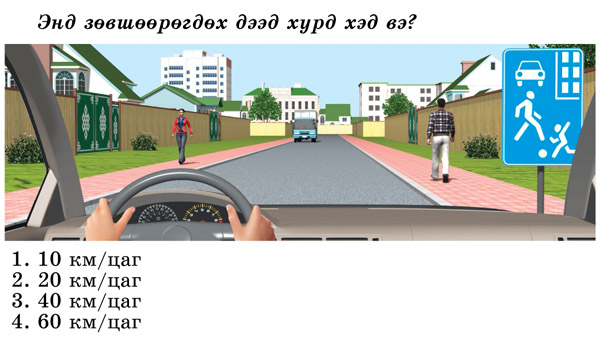 Энд зөвшөөрөгдөх дээд хурд хэд вэ?
1. 10 км/цаг
2. 20 км/цаг
3. 40 км/цаг
4. 60 км/цаг